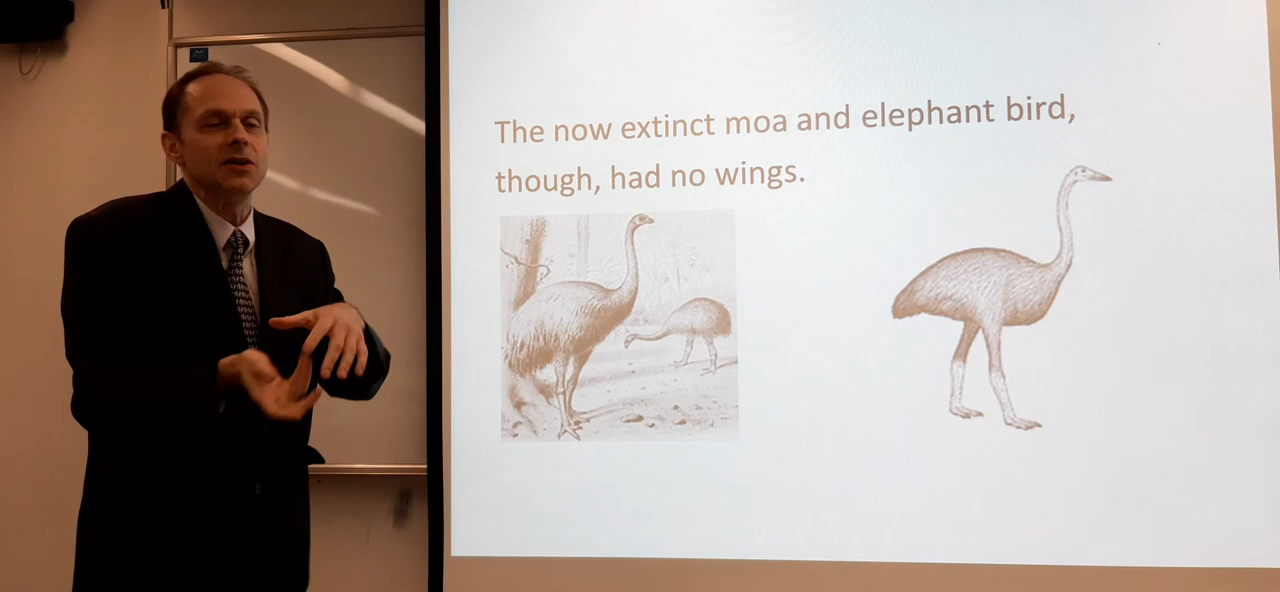 The now extinct moa and elephant bird,
though, had no wings.